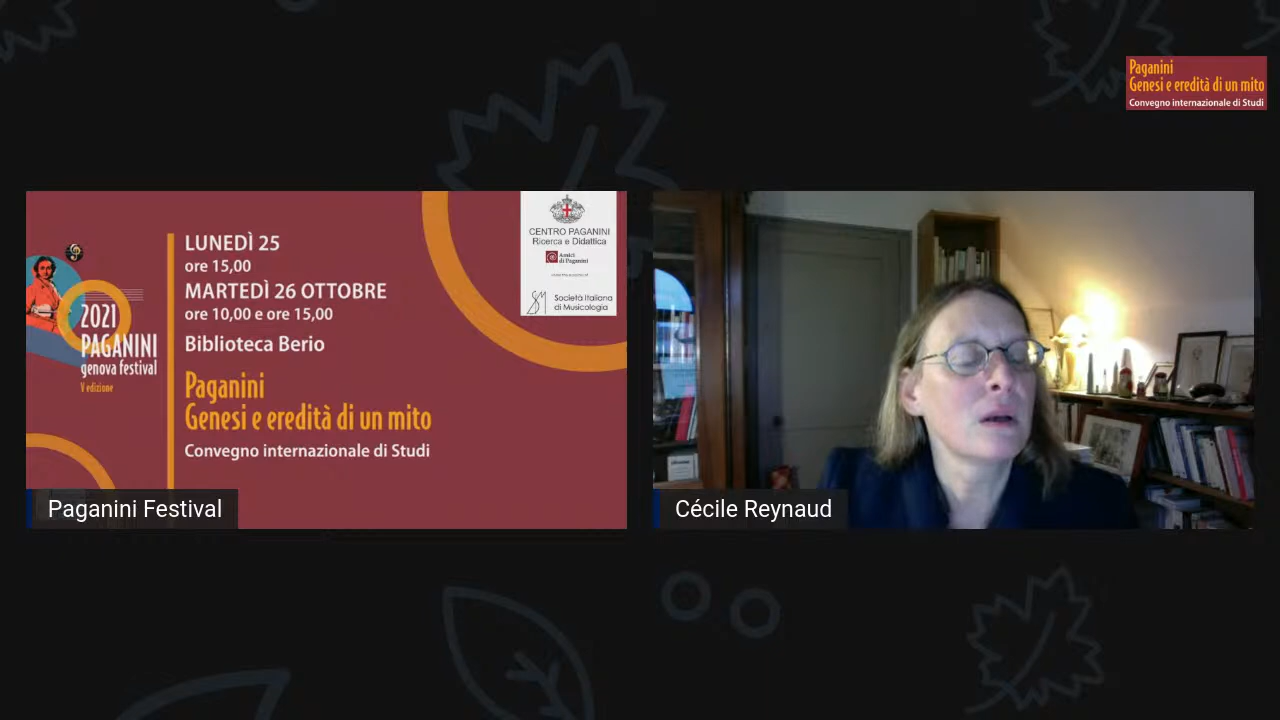 Paganini
Genesi e eredità di un mito
Convegno internazionale di Studi
LUNEDÌ 25
ore 15,00
MARTEDÌ 26 OTTOBRE
ore 10,00 e ore 15,00
Biblioteca Berio
Paganini
Genesi e eredità di un mito
Convegno internazionale di Studi
2021
PAGANINI
genova festival
V edizione
CENTRO PAGANINI
Ricerca e Didattica
Amici
di Paganini
Società Italiana
di Musicologia
Paganini Festival
Cécile Reynaud